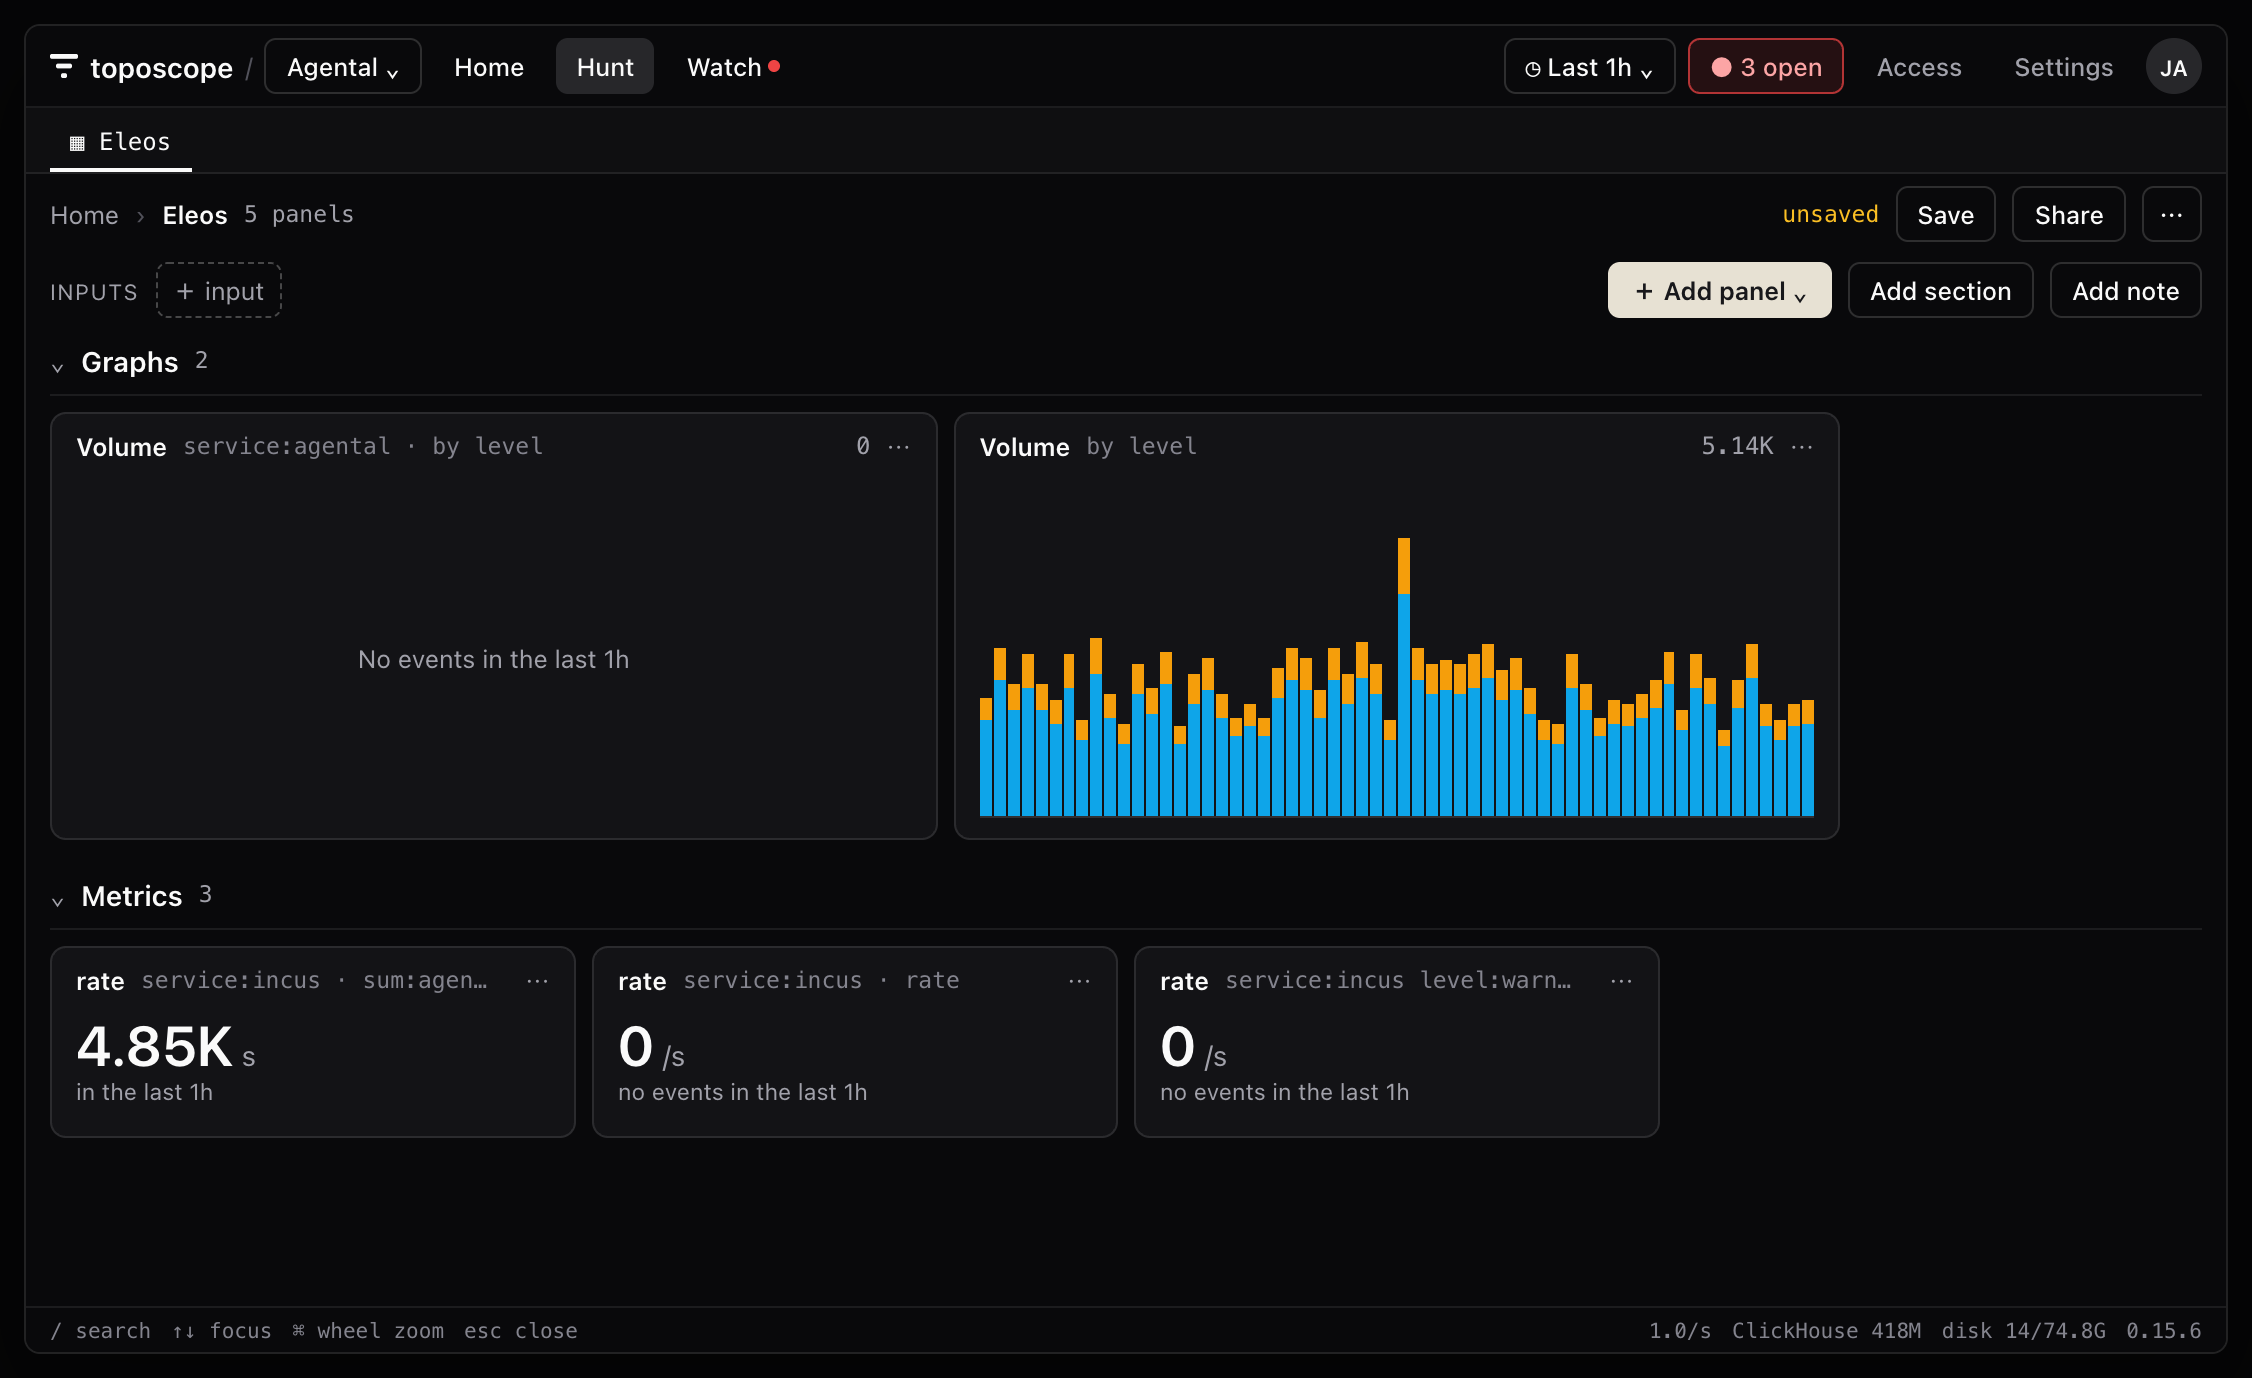 toposcope / Agental ⌄ Home Hunt Watch Last 1h ⌄ 3 open Access Settings JA
Eleos
Home › Eleos 5 panels unsaved Save Share ···
INPUTS + input + Add panel ⌄ Add section Add note
Graphs 2
Volume service:agental · by level 0 ···
No events in the last 1h
Volume by level 5.14K ···
Metrics 3
rate service:incus · sum:agen… ···
4.85K s
in the last 1h
rate service:incus · rate ···
0 /s
no events in the last 1h
rate service:incus level:warn… ···
0 /s
no events in the last 1h
/ search ↑↓ focus ⌘ wheel zoom esc close 1.0/s ClickHouse 418M disk 14/74.8G 0.15.6